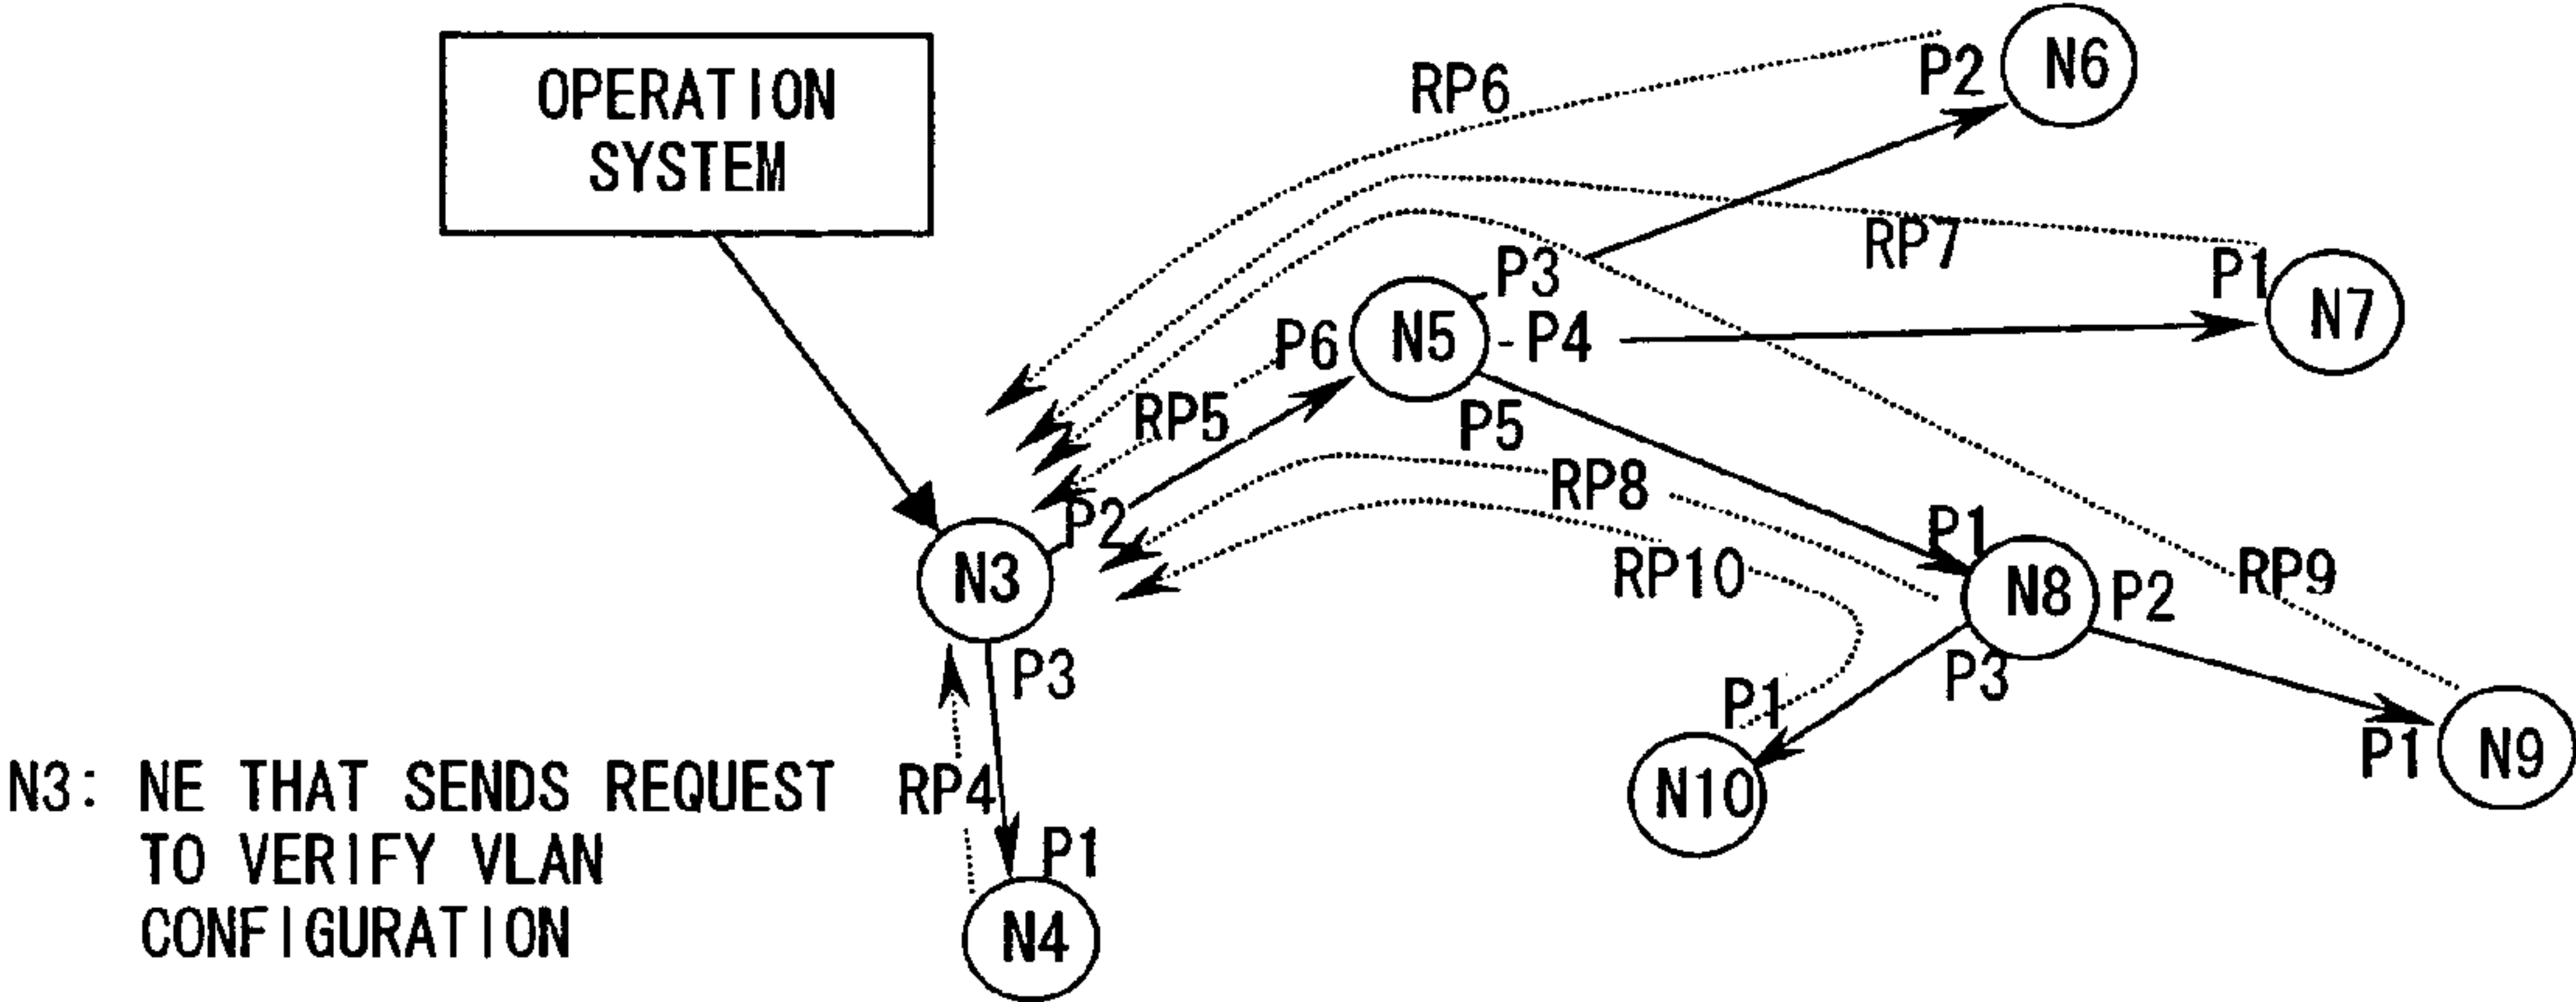 OPERATION
SYSTEM
RP6
P2
N6
RP7
P3
P1
N7
P6
N5
P4
RP5
P5
RP8
P2
P1
N3
RP10
N8
P2
RP9
P3
P1
P3
N10
P1
N9
N3: NE THAT SENDS REQUEST
TO VERIFY VLAN
CONFIGURATION
RP4
P1
N4